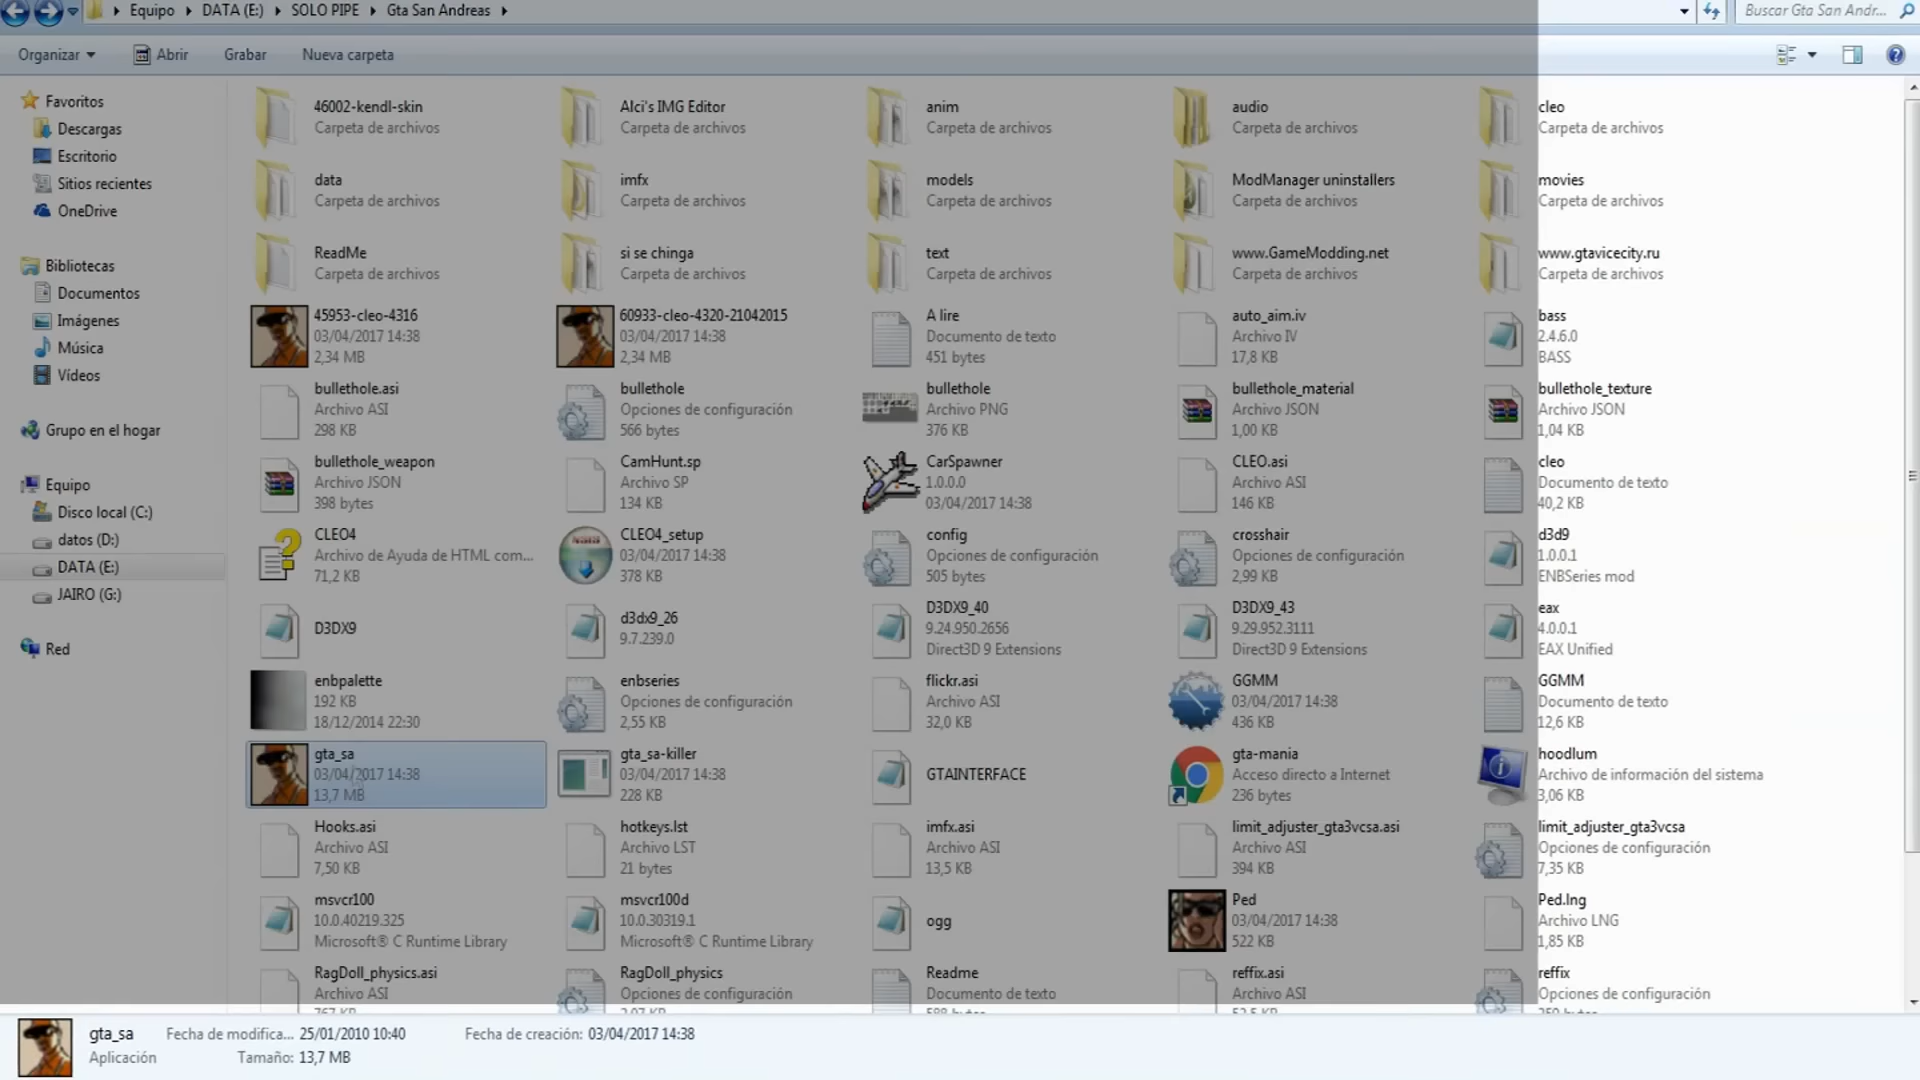 Equipo DATA (E:) SOLO PIPE Gta San Andreas
Buscar Gta San Andr...
Organizar Abrir Grabar Nueva carpeta
Favoritos
Descargas
Escritorio
Sitios recientes
OneDrive
Bibliotecas
Documentos
Imágenes
Música
Vídeos
Grupo en el hogar
Equipo
Disco local (C:)
datos (D:)
DATA (E:)
JAIRO (G:)
Red
46002-kendl-skin
Carpeta de archivos
Alci's IMG Editor
Carpeta de archivos
anim
Carpeta de archivos
audio
Carpeta de archivos
cleo
Carpeta de archivos
data
Carpeta de archivos
imfx
Carpeta de archivos
models
Carpeta de archivos
ModManager uninstallers
Carpeta de archivos
movies
Carpeta de archivos
ReadMe
Carpeta de archivos
si se chinga
Carpeta de archivos
text
Carpeta de archivos
www.GameModding.net
Carpeta de archivos
www.gtavicecity.ru
Carpeta de archivos
45953-cleo-4316
03/04/2017 14:38
2,34 MB
60933-cleo-4320-21042015
03/04/2017 14:38
2,34 MB
A lire
Documento de texto
451 bytes
auto_aim.iv
Archivo IV
17,8 KB
bass
2.4.6.0
BASS
bullethole.asi
Archivo ASI
298 KB
bullethole
Opciones de configuración
566 bytes
bullethole
Archivo PNG
376 KB
bullethole_material
Archivo JSON
1,00 KB
bullethole_texture
Archivo JSON
1,04 KB
bullethole_weapon
Archivo JSON
398 bytes
CamHunt.sp
Archivo SP
134 KB
CarSpawner
1.0.0.0
03/04/2017 14:38
CLEO.asi
Archivo ASI
146 KB
cleo
Documento de texto
40,2 KB
CLEO4
Archivo de Ayuda de HTML com...
71,2 KB
CLEO4_setup
03/04/2017 14:38
378 KB
config
Opciones de configuración
505 bytes
crosshair
Opciones de configuración
2,99 KB
d3d9
1.0.0.1
ENBSeries mod
D3DX9
d3dx9_26
9.7.239.0
D3DX9_40
9.24.950.2656
Direct3D 9 Extensions
D3DX9_43
9.29.952.3111
Direct3D 9 Extensions
eax
4.0.0.1
EAX Unified
enbpalette
192 KB
18/12/2014 22:30
enbseries
Opciones de configuración
2,55 KB
flickr.asi
Archivo ASI
32,0 KB
GGMM
03/04/2017 14:38
436 KB
GGMM
Documento de texto
12,6 KB
gta_sa
03/04/2017 14:38
13,7 MB
gta_sa-killer
03/04/2017 14:38
228 KB
GTAINTERFACE
gta-mania
Acceso directo a Internet
236 bytes
hoodlum
Archivo de información del sistema
3,06 KB
Hooks.asi
Archivo ASI
7,50 KB
hotkeys.lst
Archivo LST
21 bytes
imfx.asi
Archivo ASI
13,5 KB
limit_adjuster_gta3vcsa.asi
Archivo ASI
394 KB
limit_adjuster_gta3vcsa
Opciones de configuración
7,35 KB
msvcr100
10.0.40219.325
Microsoft® C Runtime Library
msvcr100d
10.0.30319.1
Microsoft® C Runtime Library
ogg
Ped
03/04/2017 14:38
522 KB
Ped.lng
Archivo LNG
1,85 KB
RagDoll_physics.asi
Archivo ASI
RagDoll_physics
Opciones de configuración
Readme
Documento de texto
reffix.asi
Archivo ASI
reffix
Opciones de configuración
gta_sa Fecha de modifica... 25/01/2010 10:40 Fecha de creación: 03/04/2017 14:38
Aplicación Tamaño: 13,7 MB